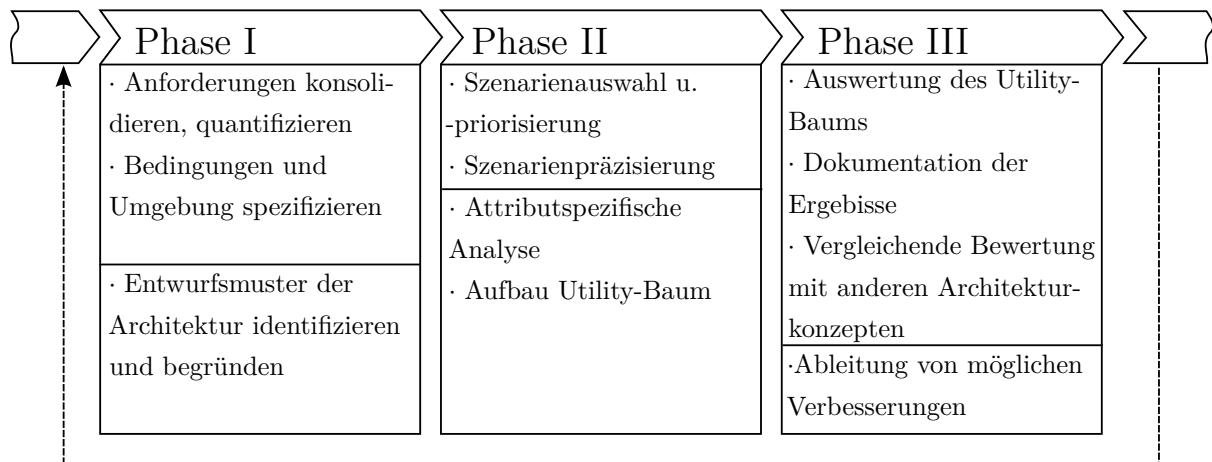 Phase I
· Anforderungen konsoli-
dieren, quantifizieren
· Bedingungen und
Umgebung spezifizieren
· Entwurfsmuster der
Architektur identifizieren
und begründen
Phase II
· Szenarienauswahl u.
-priorisierung
· Szenarienpräzisierung
· Attributspezifische
Analyse
· Aufbau Utility-Baum
Phase III
· Auswertung des Utility-
Baums
· Dokumentation der
Ergebisse
· Vergleichende Bewertung
mit anderen Architektur-
konzepten
·Ableitung von möglichen
Verbesserungen